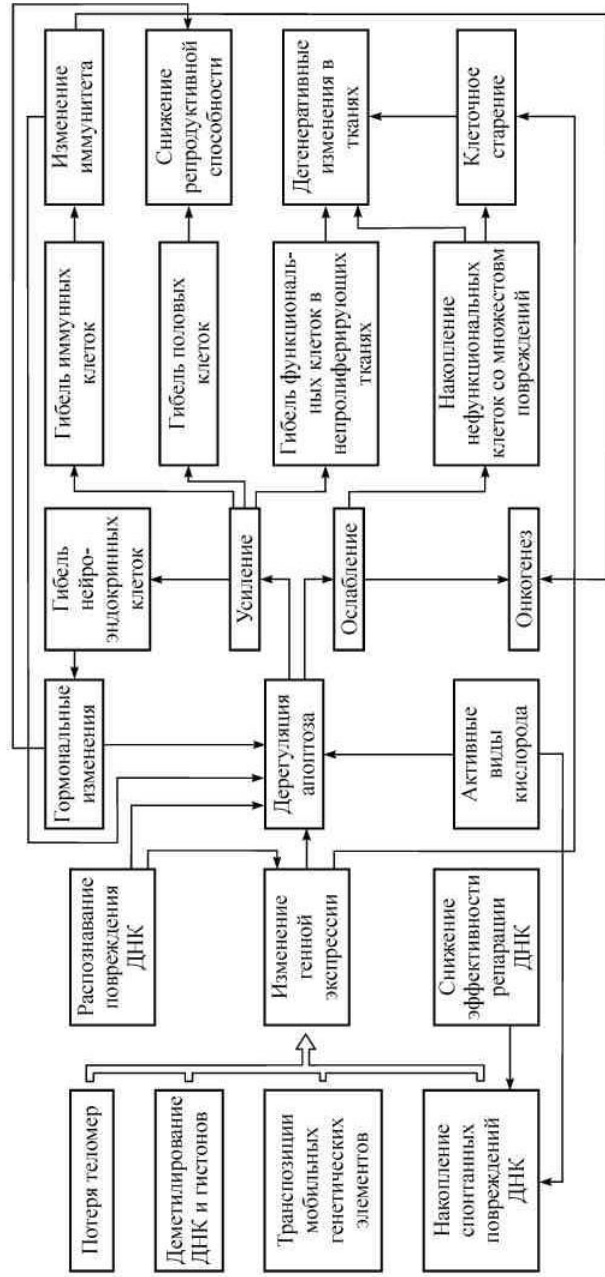 Потеря теломер
Деметилирование
ДНК и гистонов
Транспозиции
мобильных
генетических
элементов
Накопление
спонтанных
повреждений
ДНК
Распознавание
повреждения
ДНК
Изменение
генной
экспрессии
Снижение
эффективности
репарации
ДНК
Гормональные
изменения
Дерегуляция
апоптоза
Активные
виды
кислорода
Гибель
нейро-
эндокринных
клеток
Усиление
Ослабление
Онкогенез
Гибель иммунных
клеток
Гибель половых
клеток
Гибель функциональ-
ных клеток в
непролиферирующих
тканях
Накопление
нефункциональных
клеток со множестовм
повреждений
Изменение
иммунитета
Снижение
репродуктивной
способности
Дегенеративные
изменения в
тканях
Клеточное
старение